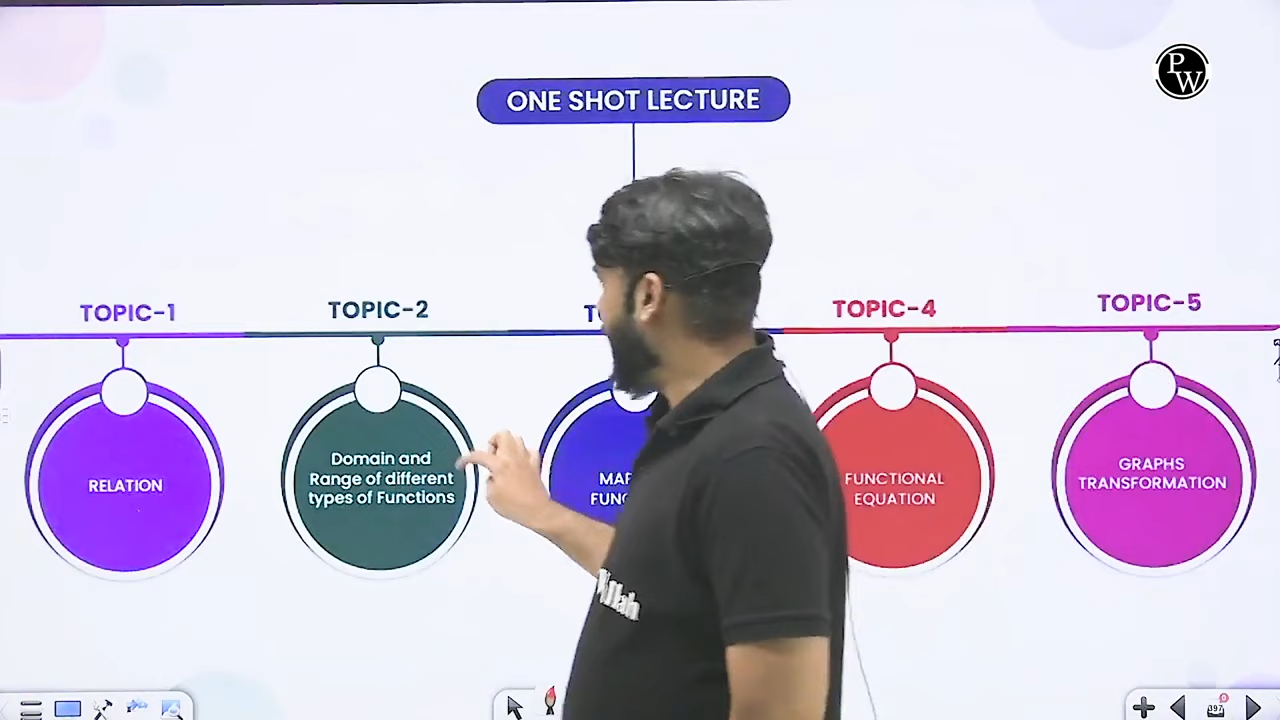 PW
ONE SHOT LECTURE
TOPIC-1
TOPIC-2
TOPIC-4
TOPIC-5
RELATION
Domain and
Range of different
types of Functions
FUNCTIONAL
EQUATION
GRAPHS
TRANSFORMATION